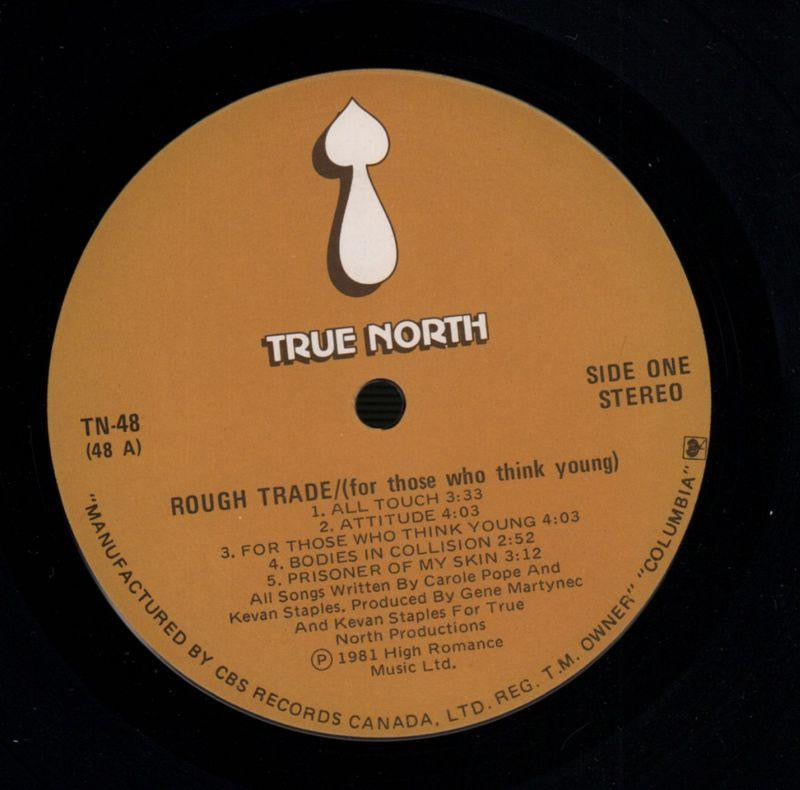 TRUE NORTH
SIDE ONE
STEREO
TN-48
(48 A)
ROUGH TRADE/(for those who think young)
1. ALL TOUCH 3:33
2. ATTITUDE 4:03
3. FOR THOSE WHO THINK YOUNG 4:03
4. BODIES IN COLLISION 2:52
5. PRISONER OF MY SKIN 3:12
All Songs Written By Carole Pope And
Kevan Staples. Produced By Gene Martynec
And Kevan Staples For True
North Productions
Ⓟ 1981 High Romance
Music Ltd.
"MANUFACTURED BY CBS RECORDS CANADA, LTD. REG. T.M. OWNER" "COLUMBIA"